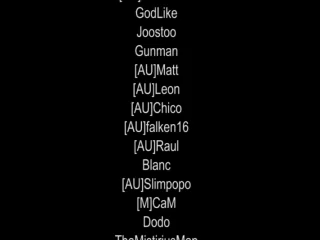 GodLike
Joostoo
Gunman
[AU]Matt
[AU]Leon
[AU]Chico
[AU]falken16
[AU]Raul
Blanc
[AU]Slimpopo
[M]CaM
Dodo